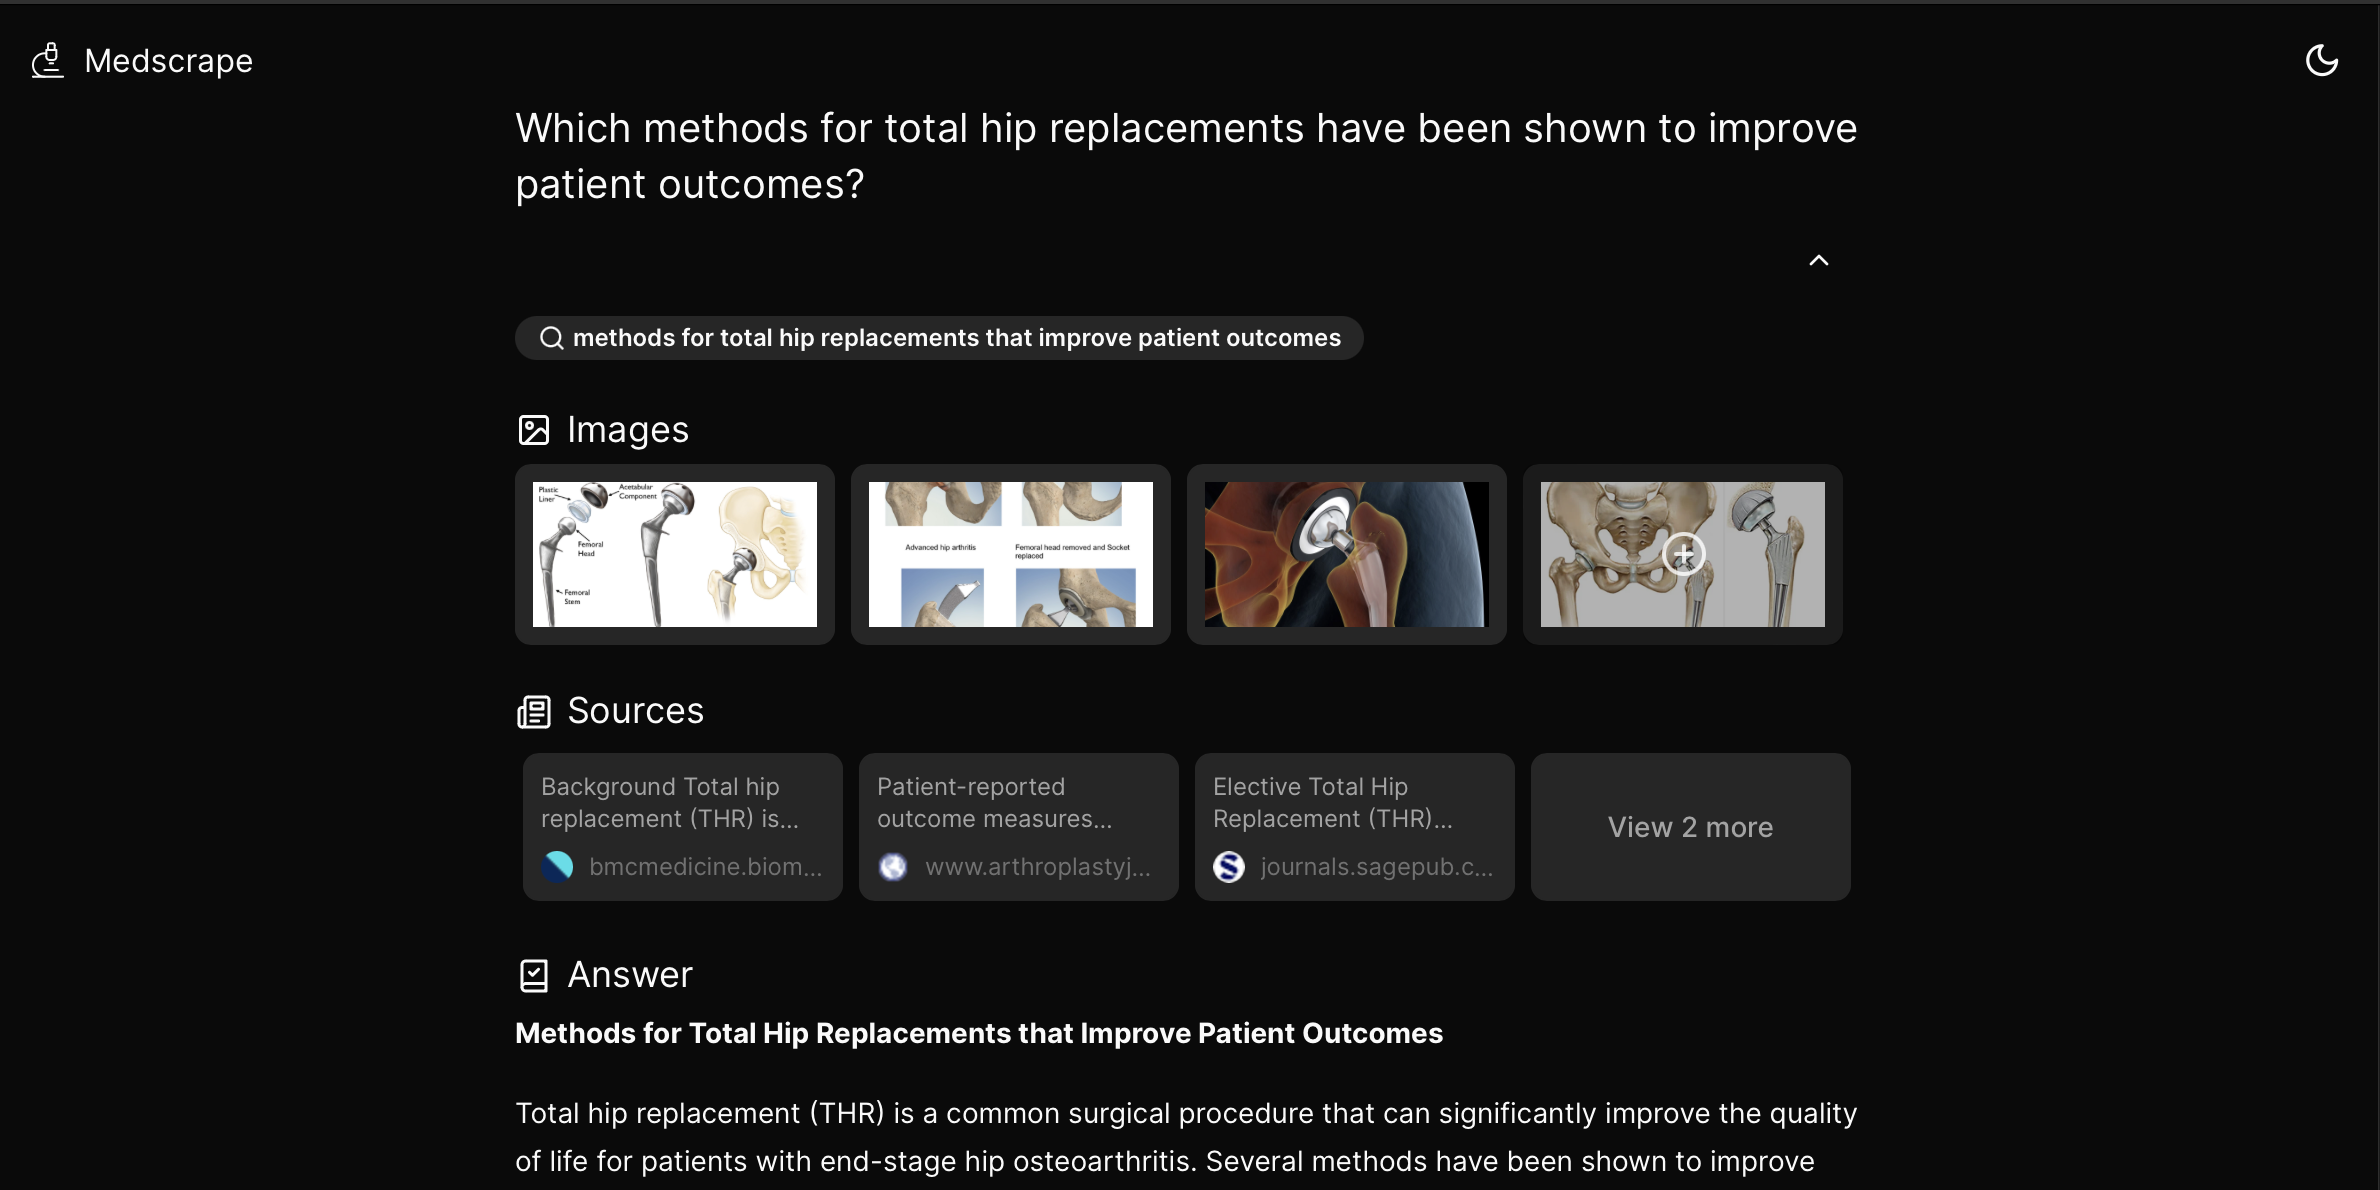 Medscrape
Which methods for total hip replacements have been shown to improve
patient outcomes?
methods for total hip replacements that improve patient outcomes
Images
Plastic
Liner
Acetabular
Component
Femoral
Head
Femoral
Stem
Advanced hip arthritis
Femoral head removed and Socket
replaced
Sources
Background Total hip
replacement (THR) is...
bmcmedicine.biom...
Patient-reported
outcome measures...
www.arthroplastyj...
Elective Total Hip
Replacement (THR)...
journals.sagepub.c...
View 2 more
Answer
Methods for Total Hip Replacements that Improve Patient Outcomes
Total hip replacement (THR) is a common surgical procedure that can significantly improve the quality
of life for patients with end-stage hip osteoarthritis. Several methods have been shown to improve